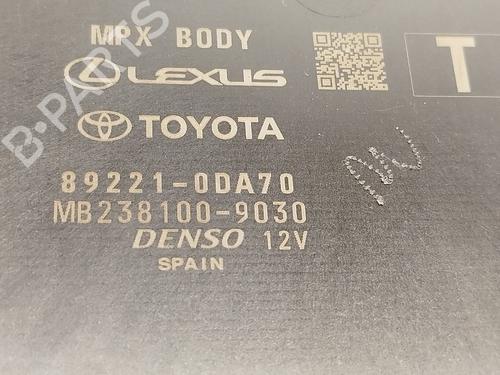 MPX BODY
LEXUS
T
TOYOTA
89221-0DA70
MB238100-9030
DENSO 12V
SPAIN
B-PARTS